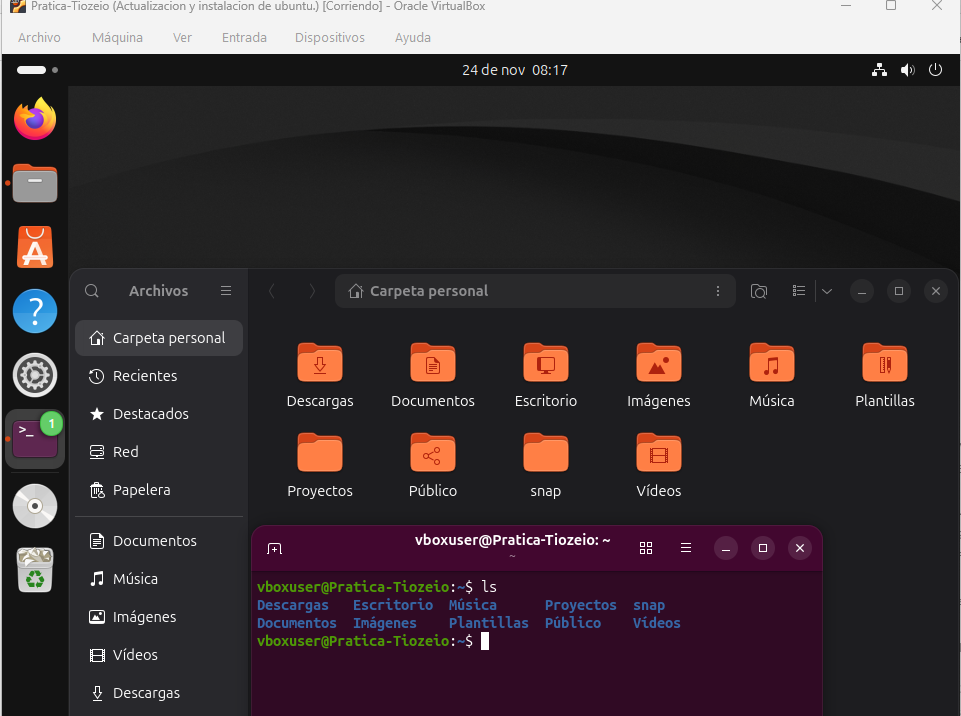 Pratica-Tiozeio (Actualizacion y instalacion de ubuntu.) [Corriendo] - Oracle VirtualBox
Archivo Máquina Ver Entrada Dispositivos Ayuda
24 de nov 08:17
Archivos
Carpeta personal
Carpeta personal
Recientes
Destacados
Red
Papelera
Documentos
Música
Imágenes
Vídeos
Descargas
Descargas Documentos Escritorio Imágenes Música Plantillas
Proyectos Público snap Vídeos
>_ 1
vboxuser@Pratica-Tiozeio: ~
~
vboxuser@Pratica-Tiozeio:~$ ls
Descargas Escritorio Música Proyectos snap
Documentos Imágenes Plantillas Público Vídeos
vboxuser@Pratica-Tiozeio:~$